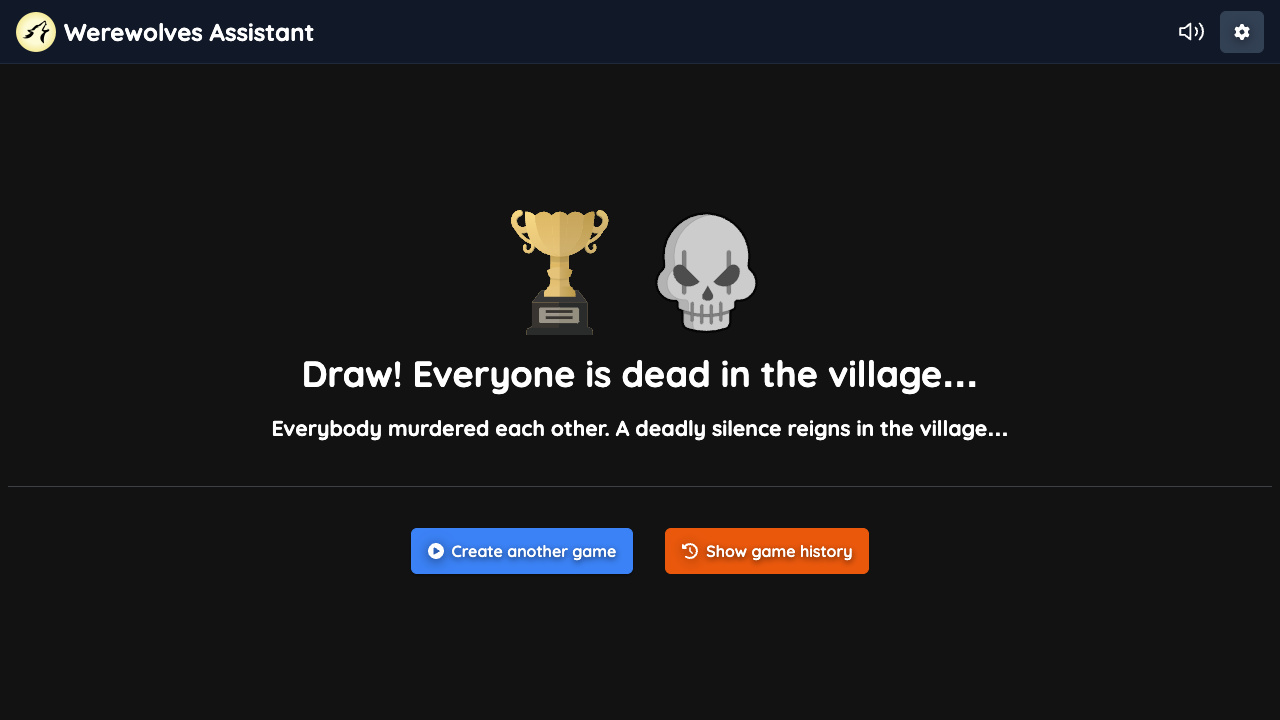 Werewolves Assistant
Draw! Everyone is dead in the village...
Everybody murdered each other. A deadly silence reigns in the village...
Create another game
Show game history